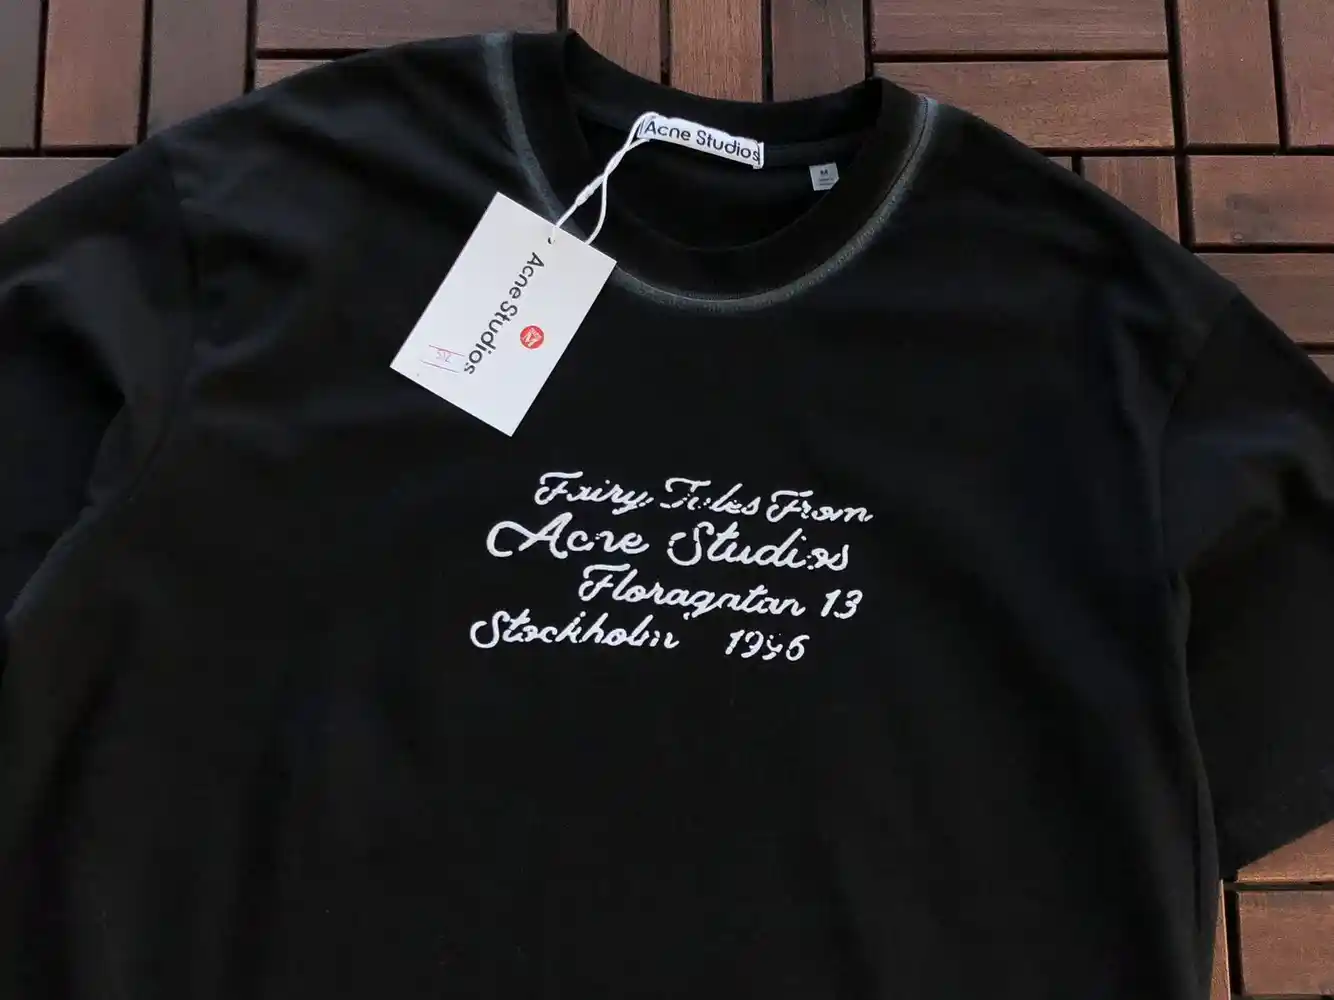 Acne Studios
M
Acne Studios
Fairy Tales From
Acne Studios
Floragatan 13
Stockholm 1996